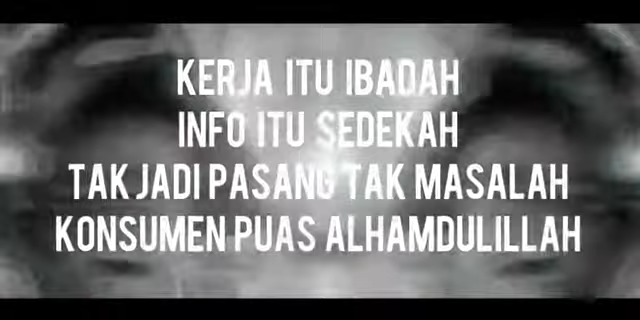 KERJA ITU IBADAH
INFO ITU SEDEKAH
TAK JADI PASANG TAK MASALAH
KONSUMEN PUAS ALHAMDULILLAH